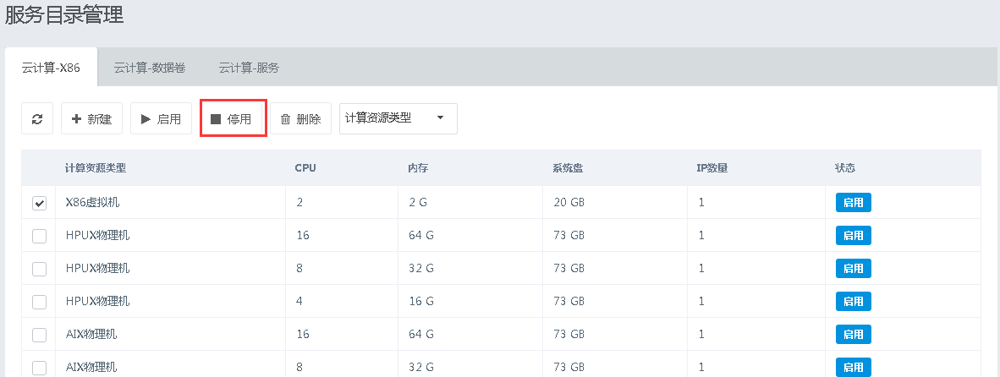 服务目录管理
云计算-X86 云计算-数据卷 云计算-服务
新建 启用 停用 删除 计算资源类型
计算资源类型 CPU 内存 系统盘 IP数量 状态
X86虚拟机 2 2 G 20 GB 1 启用
HPUX物理机 16 64 G 73 GB 1 启用
HPUX物理机 8 32 G 73 GB 1 启用
HPUX物理机 4 16 G 73 GB 1 启用
AIX物理机 16 64 G 73 GB 1 启用
AIX物理机 8 32 G 73 GB 1 启用